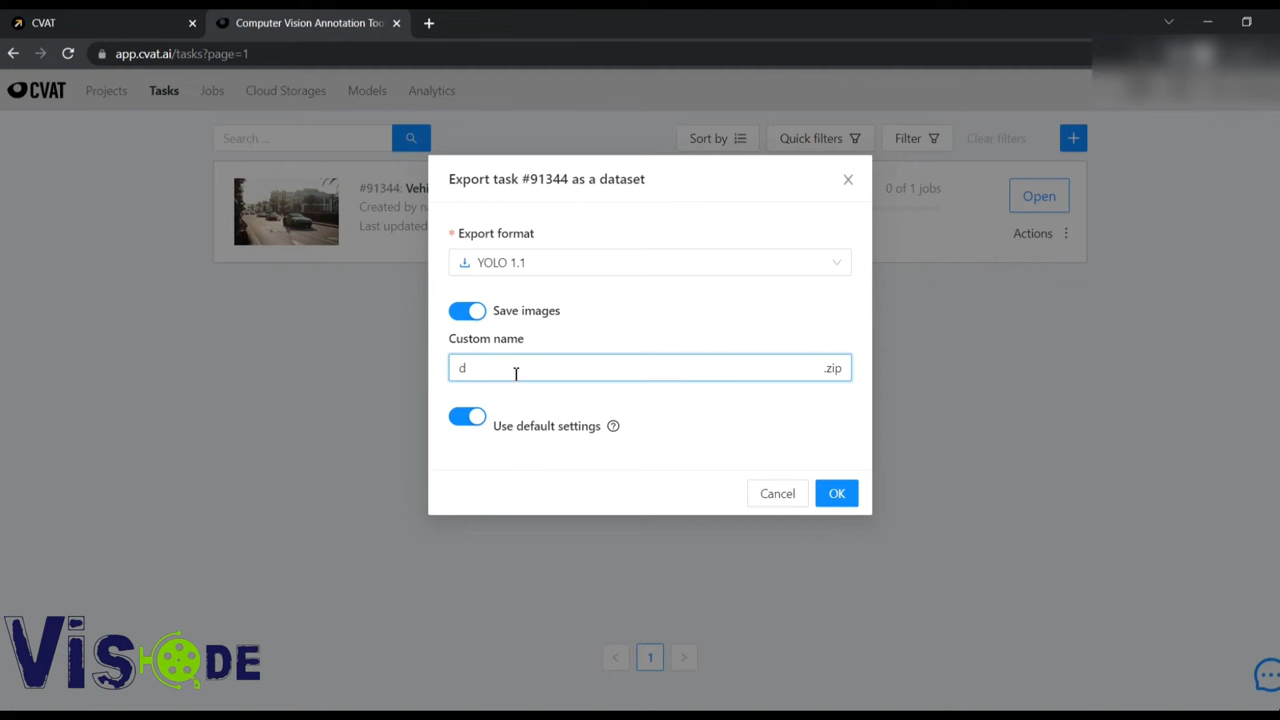 CVAT
Computer Vision Annotation Too
app.cvat.ai/tasks?page=1
CVAT Projects Tasks Jobs Cloud Storages Models Analytics
Search ... Sort by Quick filters Filter Clear filters
Export task #91344 as a dataset
#91344: Vehi 0 of 1 jobs Open
Created by n
Last updated Actions
* Export format
YOLO 1.1
Save images
Custom name
d .zip
Use default settings
Cancel OK
< 1 >
VisiDE